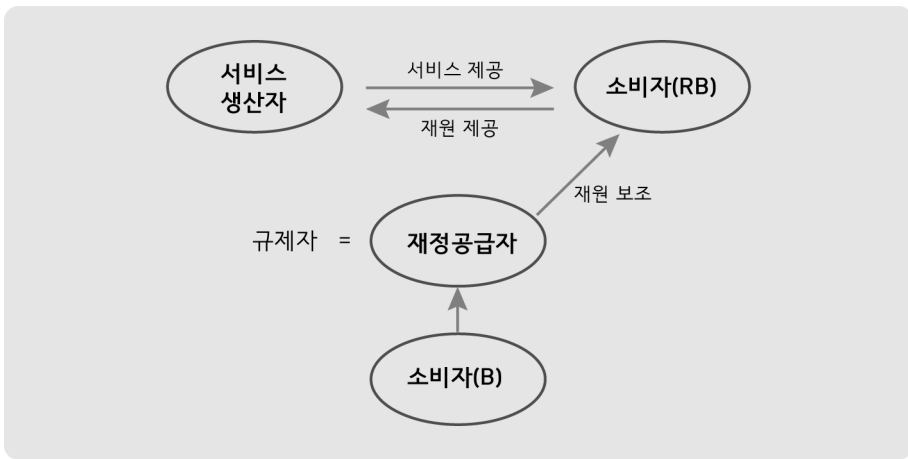 서비스
생산자
서비스 제공
재원 제공
소비자(RB)
재원 보조
규제자 =
재정공급자
소비자(B)